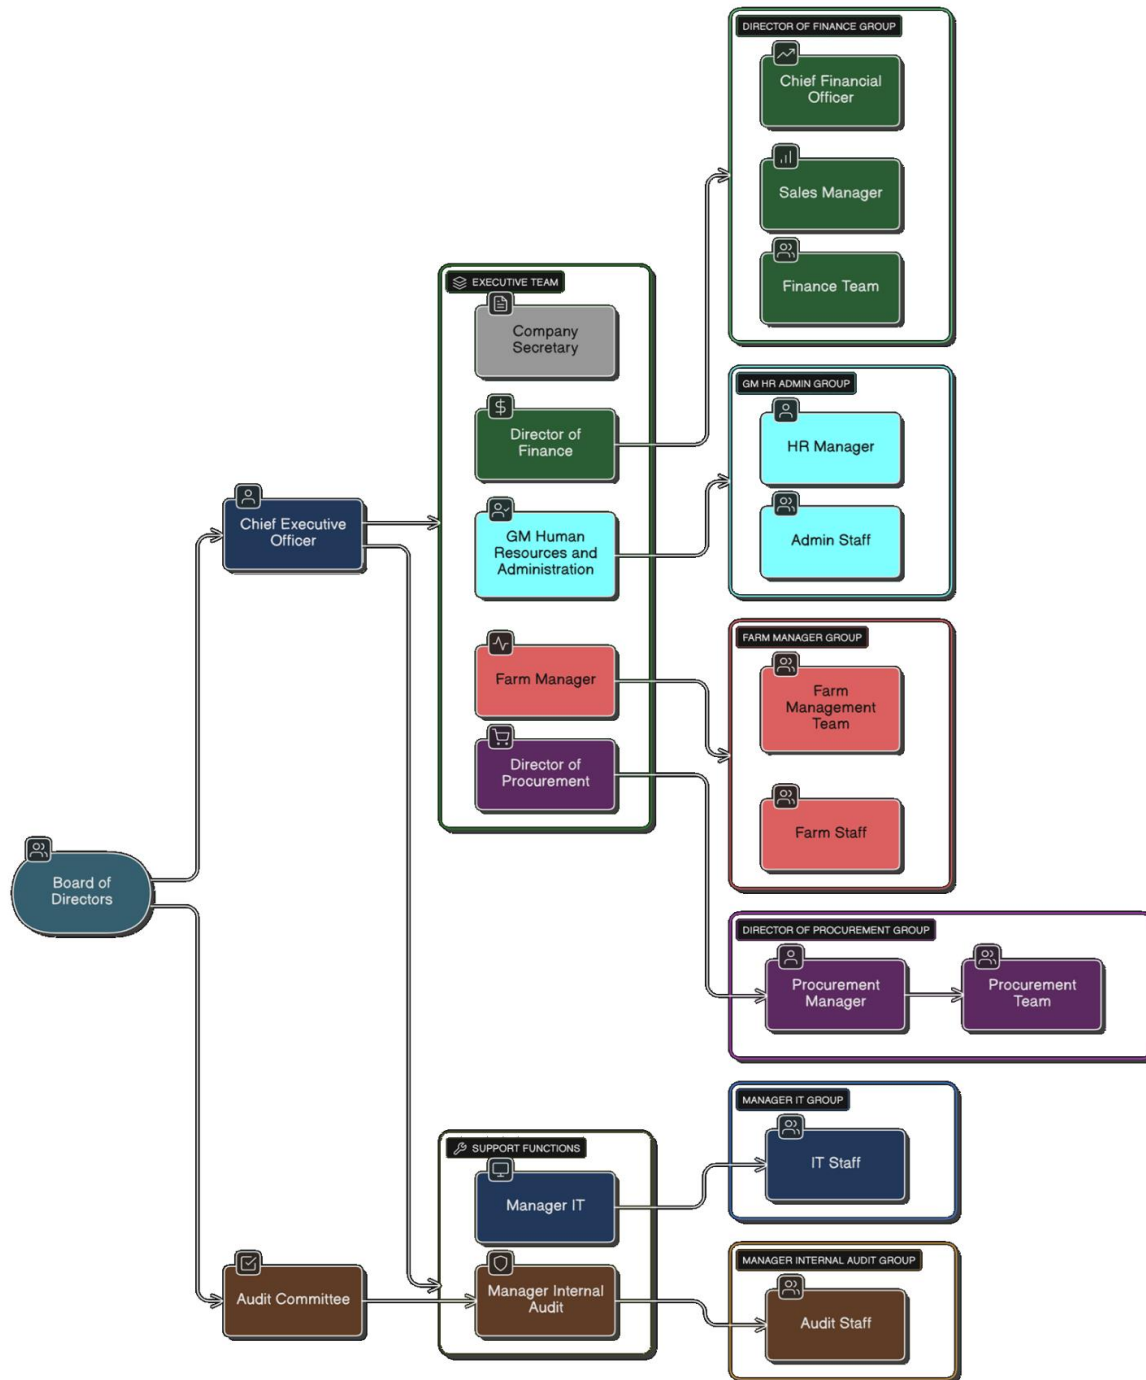 DIRECTOR OF FINANCE GROUP
Chief Financial
Officer
Sales Manager
Finance Team
EXECUTIVE TEAM
Company
Secretary
Director of
Finance
GM Human
Resources and
Administration
Farm Manager
Director of
Procurement
GM HR ADMIN GROUP
HR Manager
Admin Staff
Chief Executive
Officer
FARM MANAGER GROUP
Farm
Management
Team
Farm Staff
Board of
Directors
DIRECTOR OF PROCUREMENT GROUP
Procurement
Manager
Procurement
Team
MANAGER IT GROUP
IT Staff
SUPPORT FUNCTIONS
Manager IT
Manager Internal
Audit
Audit Committee
MANAGER INTERNAL AUDIT GROUP
Audit Staff